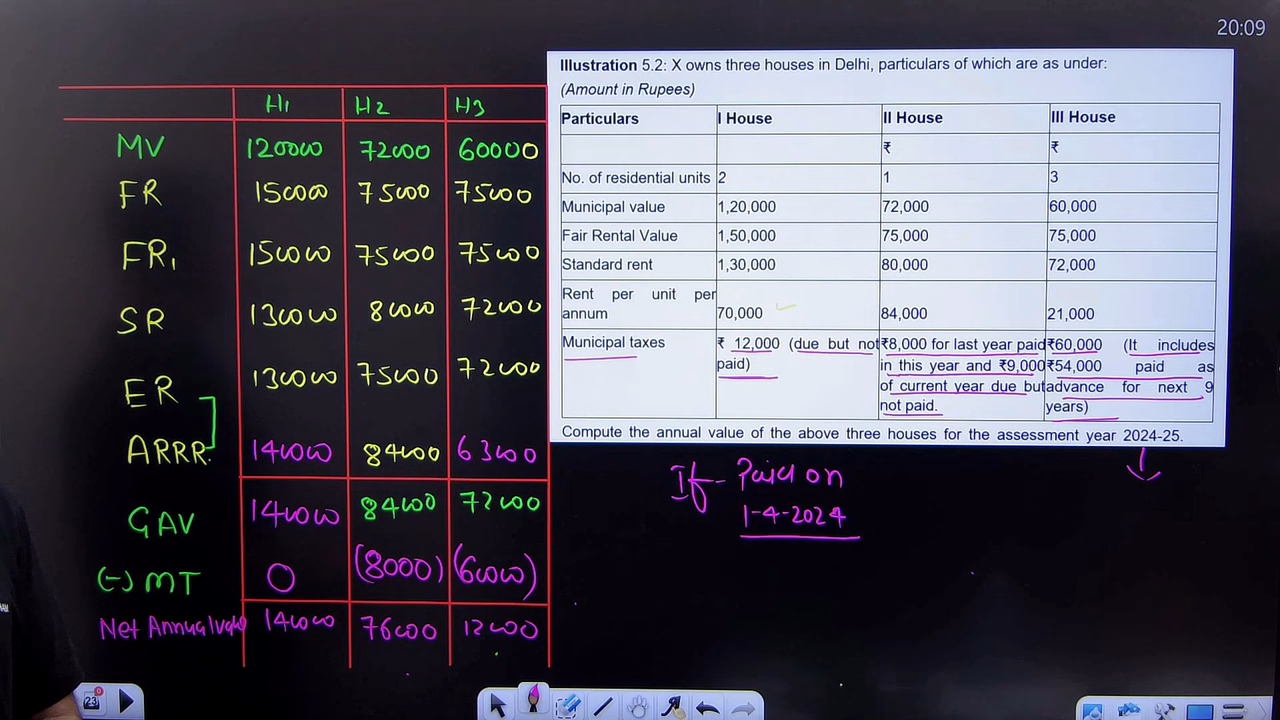 20:09
Illustration 5.2: X owns three houses in Delhi, particulars of which are as under:
(Amount in Rupees)
Particulars I House II House III House
₹ ₹
No. of residential units 2 1 3
Municipal value 1,20,000 72,000 60,000
Fair Rental Value 1,50,000 75,000 75,000
Standard rent 1,30,000 80,000 72,000
Rent per unit per
annum 70,000 84,000 21,000
Municipal taxes ₹ 12,000 (due but not ₹8,000 for last year paid ₹60,000 (It includes
paid) in this year and ₹9,000 ₹54,000 paid as
of current year due but advance for next 9
not paid. years)
Compute the annual value of the above three houses for the assessment year 2024-25.
H1 H2 H3
MV 120000 72000 60000
FR 150000 75000 75000
FR1 150000 75000 75000
SR 130000 80000 72000
ER 130000 75000 72000
ARRR. 140000 84000 63000
GAV 140000 84000 72000
(-) MT 0 (8000) (60000)
Net Annual value 140000 76000 12000
If - Paid on
1-4-2024
23